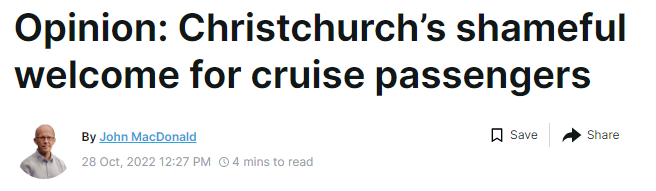 Opinion: Christchurch’s shameful
welcome for cruise passengers
By John MacDonald
Save
Share
28 Oct, 2022 12:27 PM
4 mins to read